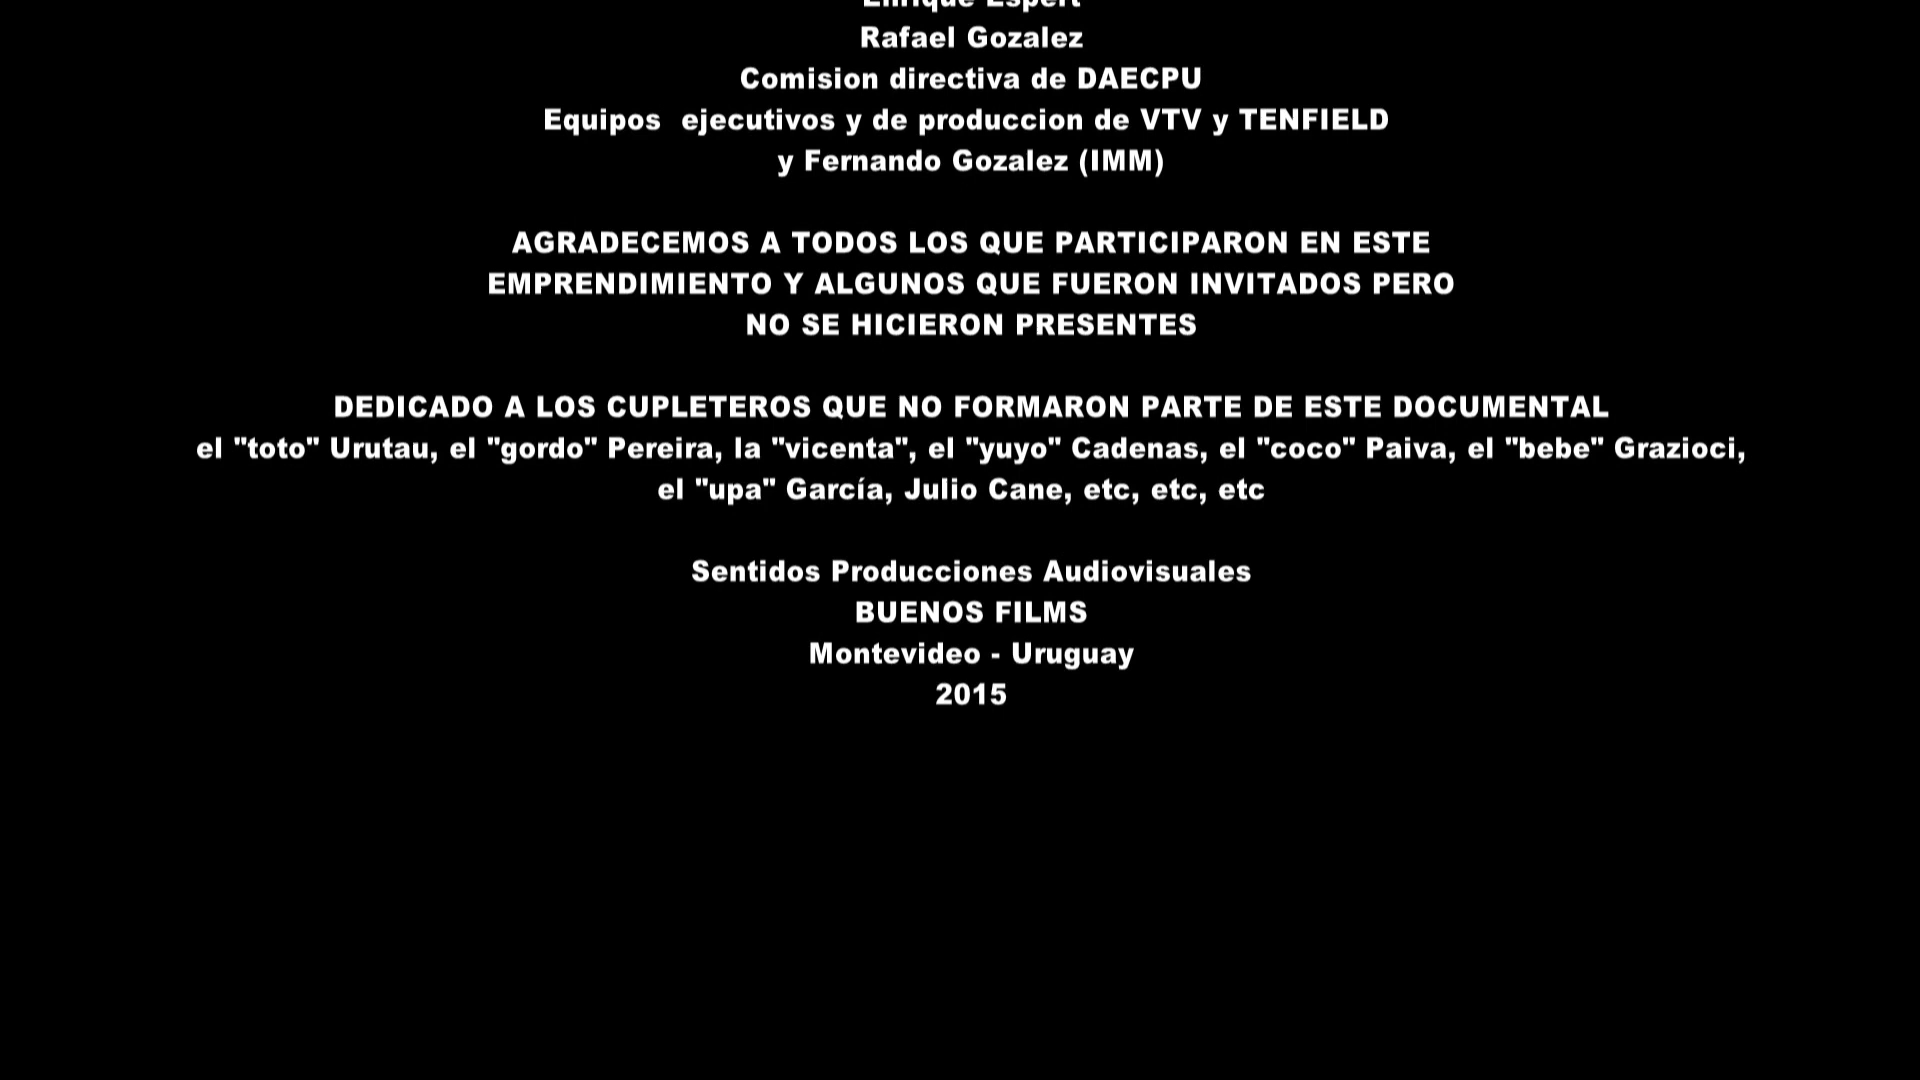 Enrique Espert
Rafael Gozalez
Comision directiva de DAECPU
Equipos  ejecutivos y de produccion de VTV y TENFIELD
y Fernando Gozalez (IMM)
AGRADECEMOS A TODOS LOS QUE PARTICIPARON EN ESTE
EMPRENDIMIENTO Y ALGUNOS QUE FUERON INVITADOS PERO
NO SE HICIERON PRESENTES
DEDICADO A LOS CUPLETEROS QUE NO FORMARON PARTE DE ESTE DOCUMENTAL
el "toto" Urutau, el "gordo" Pereira, la "vicenta", el "yuyo" Cadenas, el "coco" Paiva, el "bebe" Grazioci,
el "upa" García, Julio Cane, etc, etc, etc
Sentidos Producciones Audiovisuales
BUENOS FILMS
Montevideo - Uruguay
2015